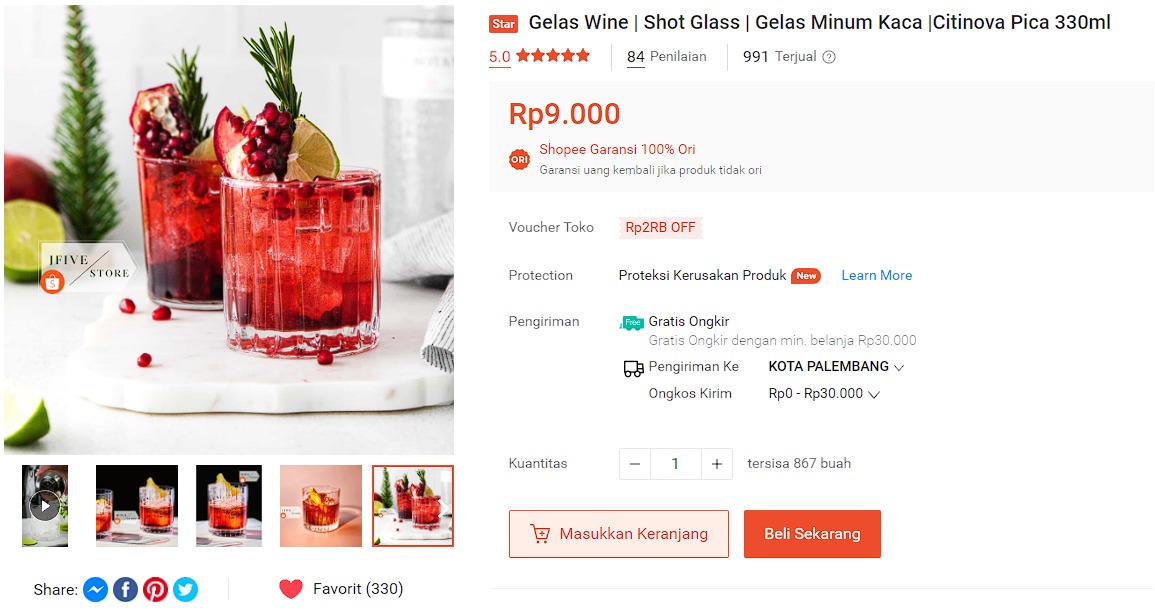 Star Gelas Wine | Shot Glass | Gelas Minum Kaca |Citinova Pica 330ml
5.0 84 Penilaian 991 Terjual ?
Rp9.000
ORI Shopee Garansi 100% Ori
Garansi uang kembali jika produk tidak ori
Voucher Toko Rp2RB OFF
Protection Proteksi Kerusakan Produk New Learn More
Pengiriman Free Gratis Ongkir
Gratis Ongkir dengan min. belanja Rp30.000
Pengiriman Ke KOTA PALEMBANG
Ongkos Kirim Rp0 - Rp30.000
Kuantitas − 1 + tersisa 867 buah
Masukkan Keranjang Beli Sekarang
JFIVE
STORE
Share: Favorit (330)